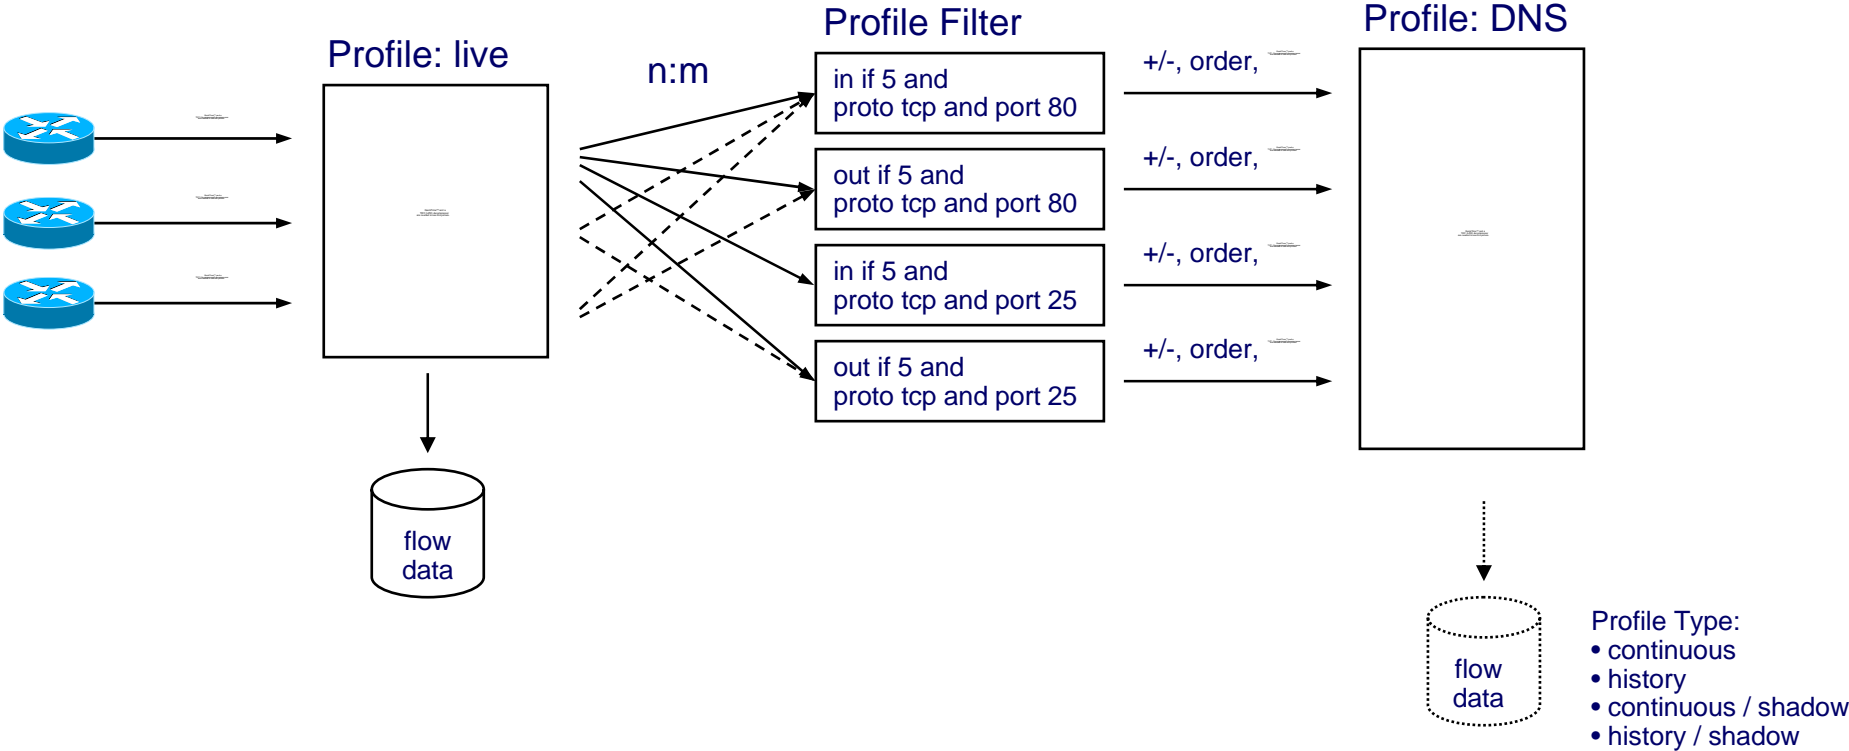 Profile: live
n:m
Profile Filter
Profile: DNS
in if 5 and
proto tcp and port 80
out if 5 and
proto tcp and port 80
in if 5 and
proto tcp and port 25
out if 5 and
proto tcp and port 25
+/-, order,
+/-, order,
+/-, order,
+/-, order,
flow
data
flow
data
Profile Type:
• continuous
• history
• continuous / shadow
• history / shadow